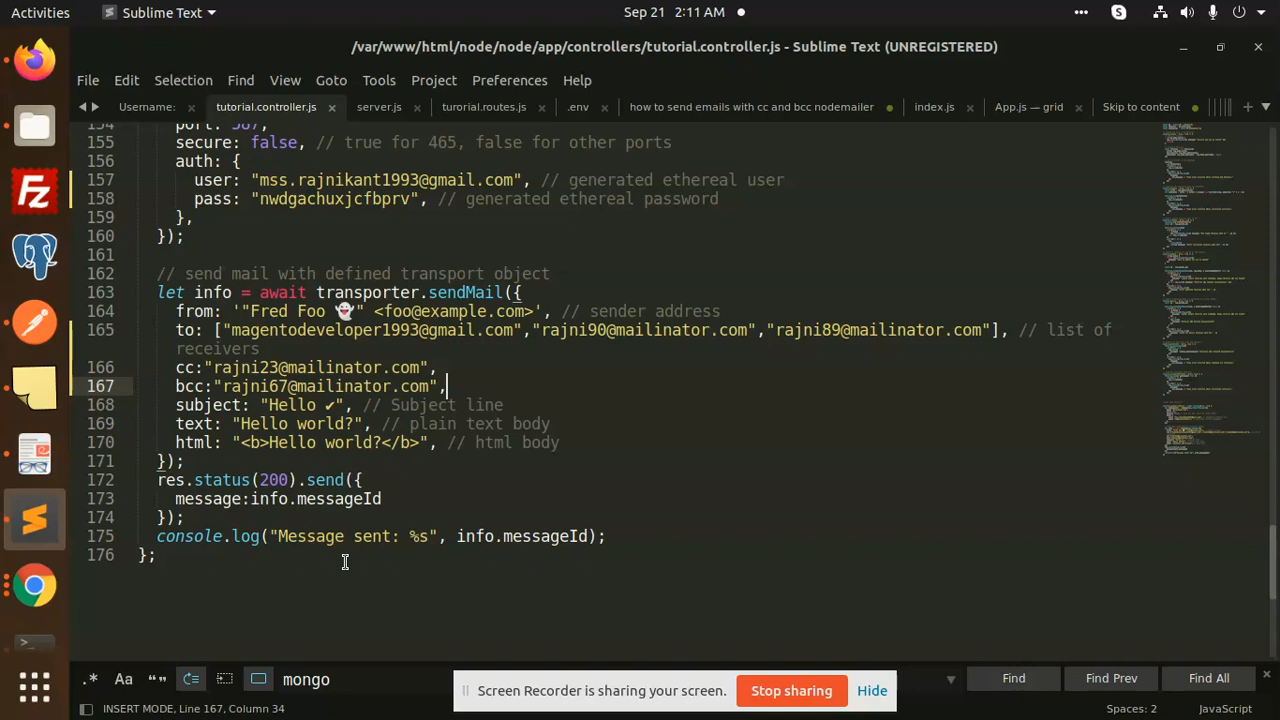 Activities Sublime Text Sep 21 2:11 AM
/var/www/html/node/node/app/controllers/tutorial.controller.js - Sublime Text (UNREGISTERED)
File Edit Selection Find View Goto Tools Project Preferences Help
Username: tutorial.controller.js server.js turorial.routes.js .env how to send emails with cc and bcc nodemailer index.js App.js — grid Skip to content
154 port: 587,
155 secure: false, // true for 465, false for other ports
156 auth: {
157 user: "mss.rajnikant1993@gmail.com", // generated ethereal user
158 pass: "nwdgachuxjcfbprv", // generated ethereal password
159 },
160 });
161
162 // send mail with defined transport object
163 let info = await transporter.sendMail({
164 from: '"Fred Foo 👻" <foo@example.com>', // sender address
165 to: ["magentodeveloper1993@gmail.com","rajni90@mailinator.com","rajni89@mailinator.com"], // list of
receivers
166 cc:"rajni23@mailinator.com",
167 bcc:"rajni67@mailinator.com",
168 subject: "Hello ✔", // Subject line
169 text: "Hello world?", // plain text body
170 html: "<b>Hello world?</b>", // html body
171 });
172 res.status(200).send({
173 message:info.messageId
174 });
175 console.log("Message sent: %s", info.messageId);
176 };
.* Aa “” mongo Find Find Prev Find All
Screen Recorder is sharing your screen. Stop sharing Hide
INSERT MODE, Line 167, Column 34 Spaces: 2 JavaScript